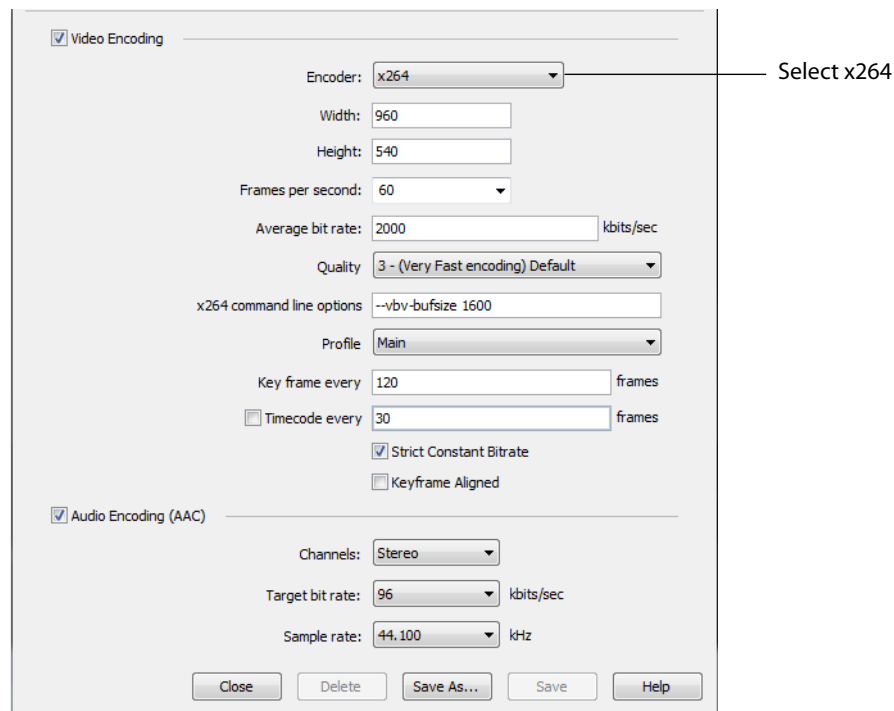 Video Encoding
Encoder: x264
Select x264
Width: 960
Height: 540
Frames per second: 60
Average bit rate: 2000 kbits/sec
Quality 3 - (Very Fast encoding) Default
x264 command line options --vbv-bufsize 1600
Profile Main
Key frame every 120 frames
Timecode every 30 frames
Strict Constant Bitrate
Keyframe Aligned
Audio Encoding (AAC)
Channels: Stereo
Target bit rate: 96 kbits/sec
Sample rate: 44.100 kHz
Close Delete Save As... Save Help